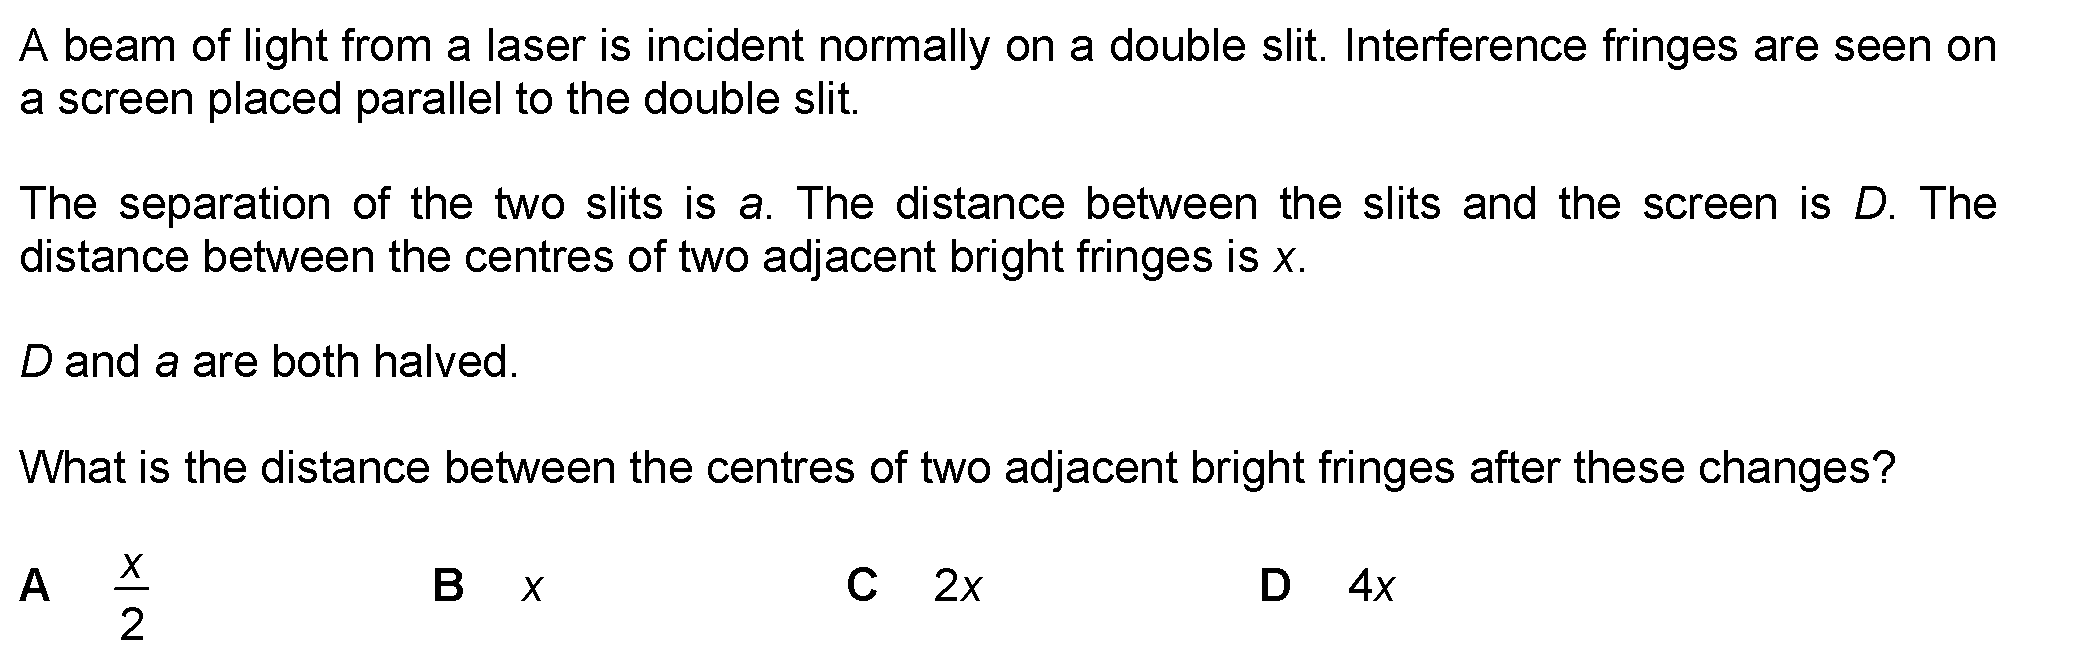 A beam of light from a laser is incident normally on a double slit. Interference fringes are seen on
a screen placed parallel to the double slit.
The separation of the two slits is a. The distance between the slits and the screen is D. The
distance between the centres of two adjacent bright fringes is x.
D and a are both halved.
What is the distance between the centres of two adjacent bright fringes after these changes?
A x/2 B x C 2x D 4x